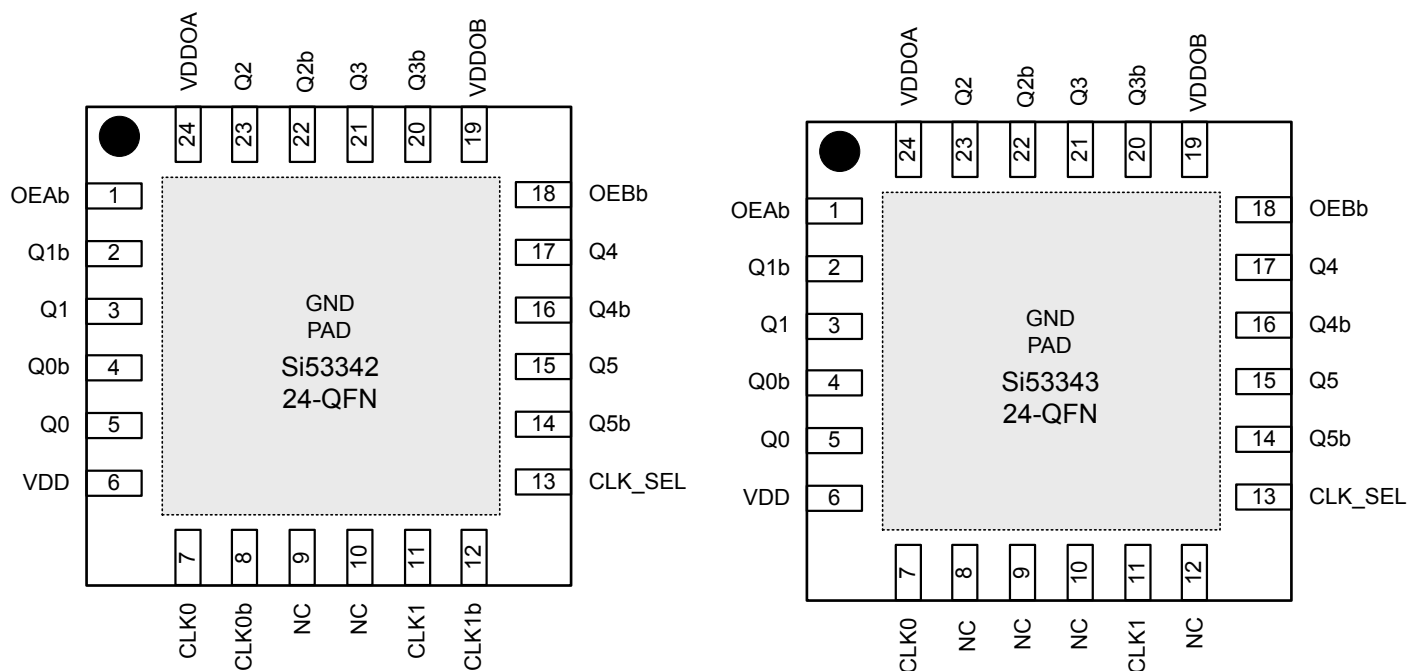 VDDOA
Q2
Q2b
Q3
Q3b
VDDOB
24
23
22
21
20
19
OEAb 1
18 OEBb
Q1b 2
17 Q4
Q1 3
16 Q4b
Q0b 4
15 Q5
Q0 5
14 Q5b
VDD 6
13 CLK_SEL
GND
PAD
Si53342
24-QFN
7
8
9
10
11
12
CLK0
CLK0b
NC
NC
CLK1
CLK1b
VDDOA
Q2
Q2b
Q3
Q3b
VDDOB
24
23
22
21
20
19
OEAb 1
18 OEBb
Q1b 2
17 Q4
Q1 3
16 Q4b
Q0b 4
15 Q5
Q0 5
14 Q5b
VDD 6
13 CLK_SEL
GND
PAD
Si53343
24-QFN
7
8
9
10
11
12
CLK0
NC
NC
NC
CLK1
NC